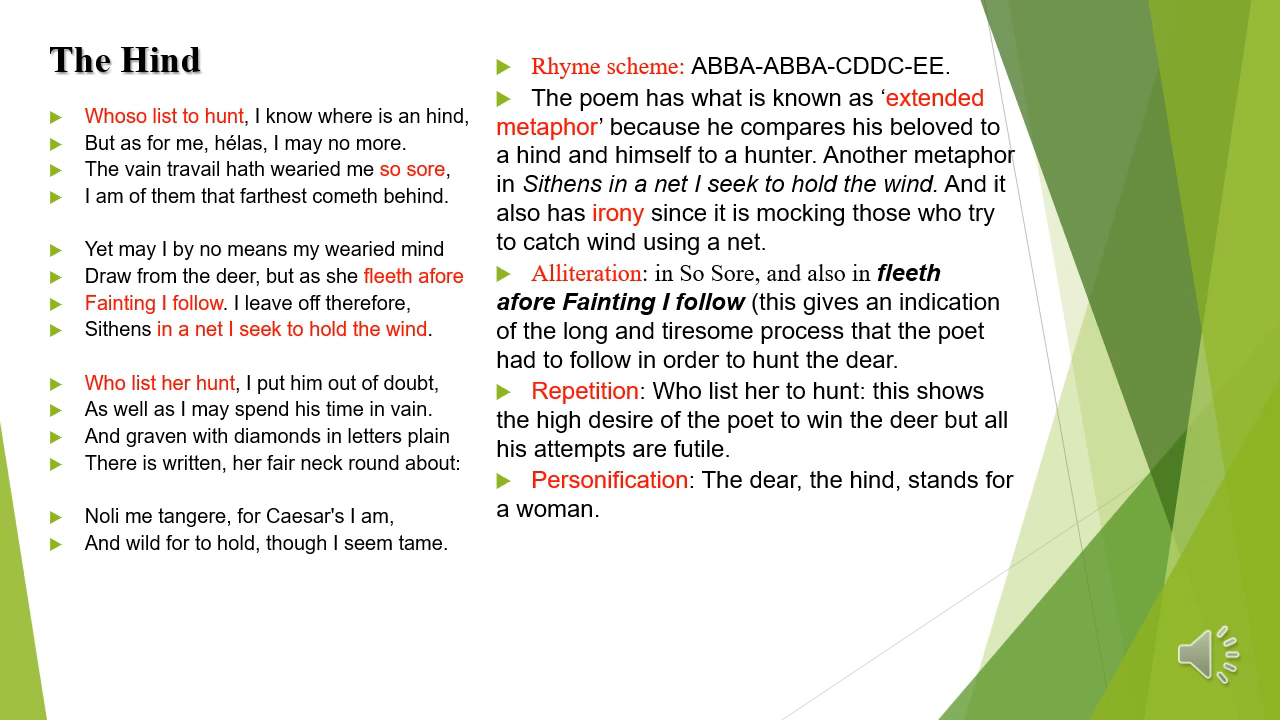 The Hind
Whoso list to hunt, I know where is an hind,
But as for me, hélas, I may no more.
The vain travail hath wearied me so sore,
I am of them that farthest cometh behind.
Yet may I by no means my wearied mind
Draw from the deer, but as she fleeth afore
Fainting I follow. I leave off therefore,
Sithens in a net I seek to hold the wind.
Who list her hunt, I put him out of doubt,
As well as I may spend his time in vain.
And graven with diamonds in letters plain
There is written, her fair neck round about:
Noli me tangere, for Caesar's I am,
And wild for to hold, though I seem tame.
Rhyme scheme: ABBA-ABBA-CDDC-EE.
The poem has what is known as ‘extended
metaphor’ because he compares his beloved to
a hind and himself to a hunter. Another metaphor
in Sithens in a net I seek to hold the wind. And it
also has irony since it is mocking those who try
to catch wind using a net.
Alliteration: in So Sore, and also in fleeth
afore Fainting I follow (this gives an indication
of the long and tiresome process that the poet
had to follow in order to hunt the dear.
Repetition: Who list her to hunt: this shows
the high desire of the poet to win the deer but all
his attempts are futile.
Personification: The dear, the hind, stands for
a woman.